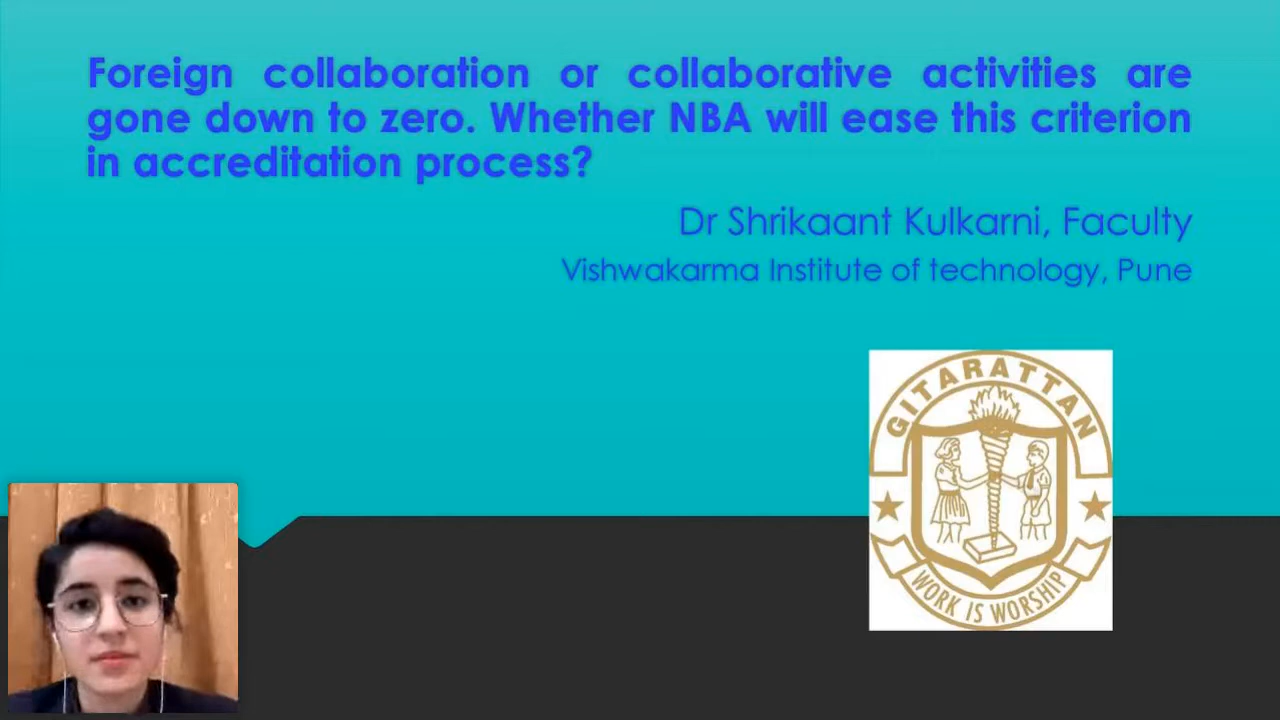 Foreign collaboration or collaborative activities are
gone down to zero. Whether NBA will ease this criterion
in accreditation process?
Dr Shrikaant Kulkarni, Faculty
Vishwakarma Institute of technology, Pune
GITARATTAN
WORK IS WORSHIP